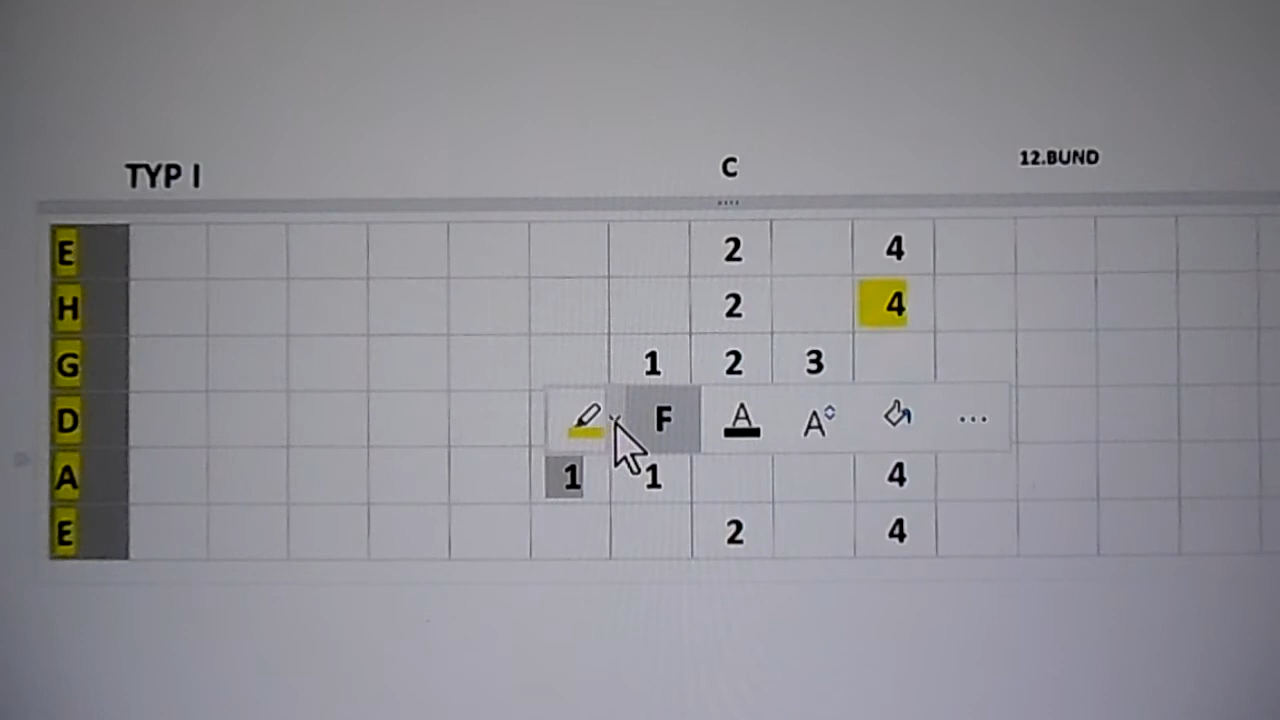 TYP I C 12.BUND
E 2 4
H 2 4
G 1 2 3
D F A A
A 1 1 4
E 2 4